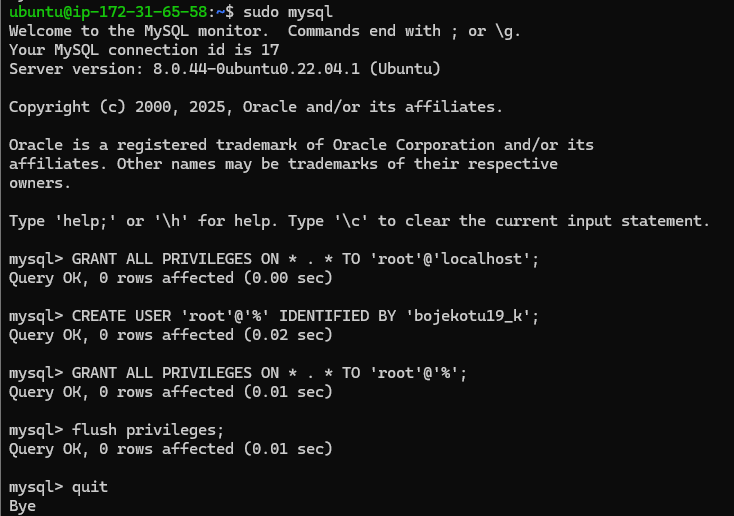 ubuntu@ip-172-31-65-58:~$ sudo mysql
Welcome to the MySQL monitor.  Commands end with ; or \g.
Your MySQL connection id is 17
Server version: 8.0.44-0ubuntu0.22.04.1 (Ubuntu)

Copyright (c) 2000, 2025, Oracle and/or its affiliates.

Oracle is a registered trademark of Oracle Corporation and/or its
affiliates. Other names may be trademarks of their respective
owners.

Type 'help;' or '\h' for help. Type '\c' to clear the current input statement.

mysql> GRANT ALL PRIVILEGES ON * . * TO 'root'@'localhost';
Query OK, 0 rows affected (0.00 sec)

mysql> CREATE USER 'root'@'%' IDENTIFIED BY 'bojekotu19_k';
Query OK, 0 rows affected (0.02 sec)

mysql> GRANT ALL PRIVILEGES ON * . * TO 'root'@'%';
Query OK, 0 rows affected (0.01 sec)

mysql> flush privileges;
Query OK, 0 rows affected (0.01 sec)

mysql> quit
Bye